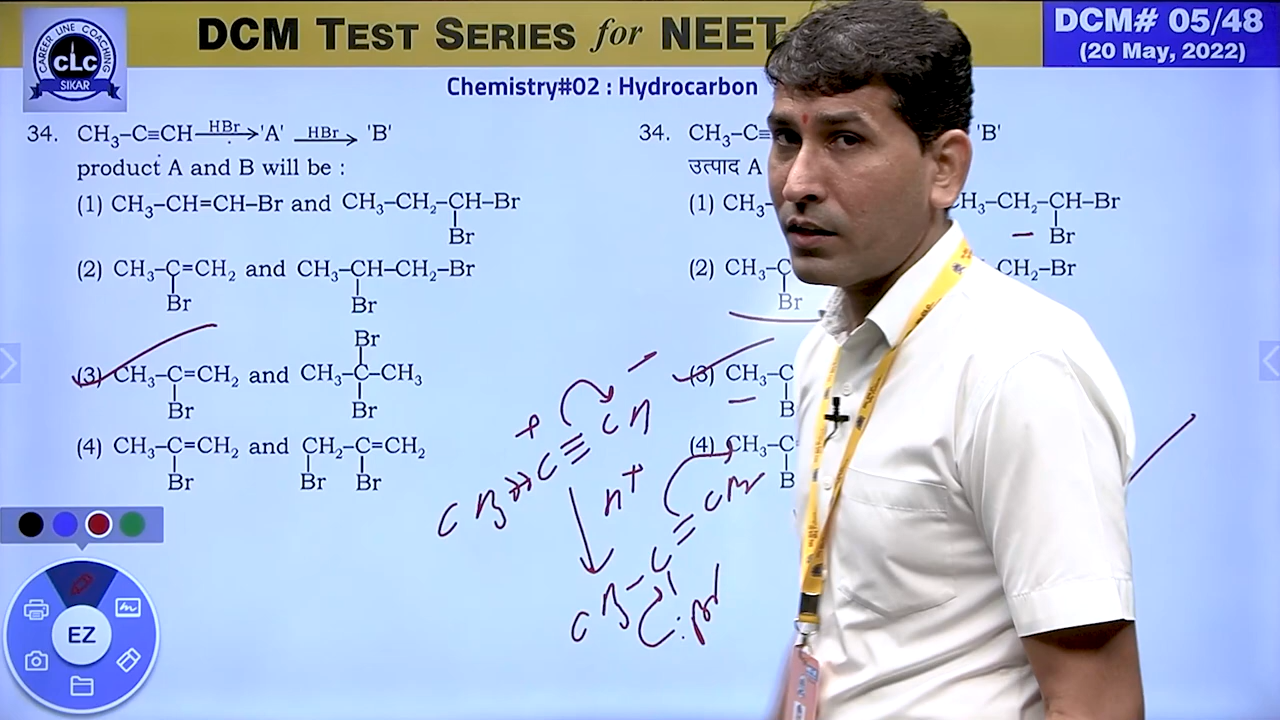 CAREER LINE COACHING
CLC
SIKAR
DCM TEST SERIES for NEET
DCM# 05/48
(20 May, 2022)
Chemistry#02 : Hydrocarbon
34. CH₃–C≡CH —HBr→ 'A' —HBr→ 'B'
product A and B will be :
(1) CH₃–CH=CH–Br and CH₃–CH₂–CH–Br
Br
(2) CH₃–C=CH₂ and CH₃–CH–CH₂–Br
Br Br
Br
(3) CH₃–C=CH₂ and CH₃–C–CH₃
Br Br
(4) CH₃–C=CH₂ and CH₂–C=CH₂
Br Br Br
34. CH₃–C≡ 'B'
उत्पाद A
(1) CH₃– CH₃–CH₂–CH–Br
Br
(2) CH₃–C CH₂–Br
Br
(3) CH₃–C
B
(4) CH₃–C=
B
+ –
C≡CH
H⁺
EZ